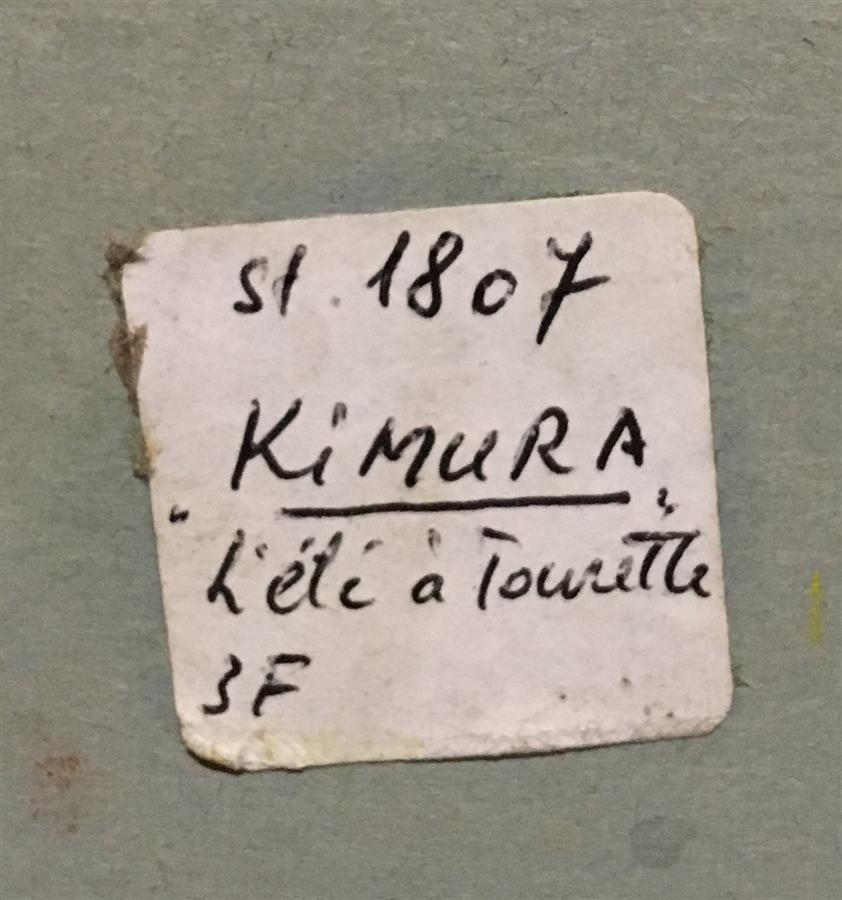 st. 1807
KiMURA
"L'été à Tourette"
3F